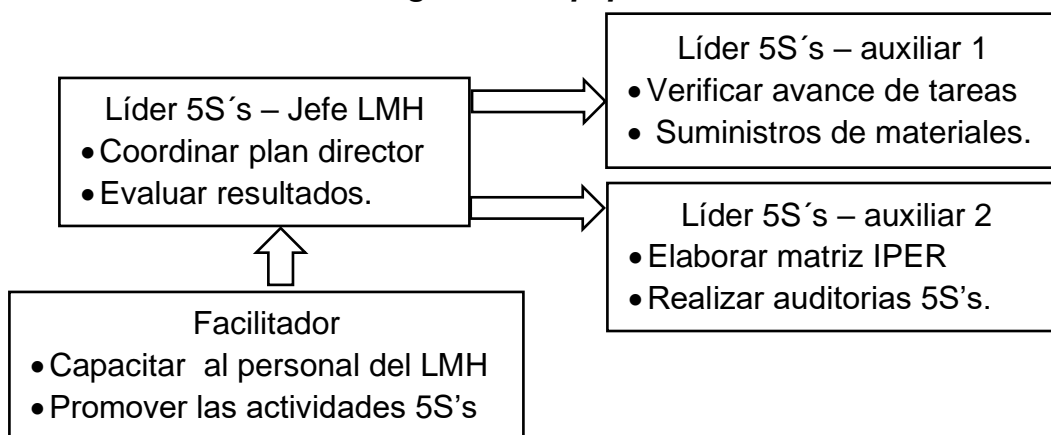 Líder 5S´s – Jefe LMH
• Coordinar plan director
• Evaluar resultados.
Líder 5S´s – auxiliar 1
• Verificar avance de tareas
• Suministros de materiales.
Líder 5S´s – auxiliar 2
• Elaborar matriz IPER
• Realizar auditorias 5S's.
Facilitador
• Capacitar al personal del LMH
• Promover las actividades 5S's